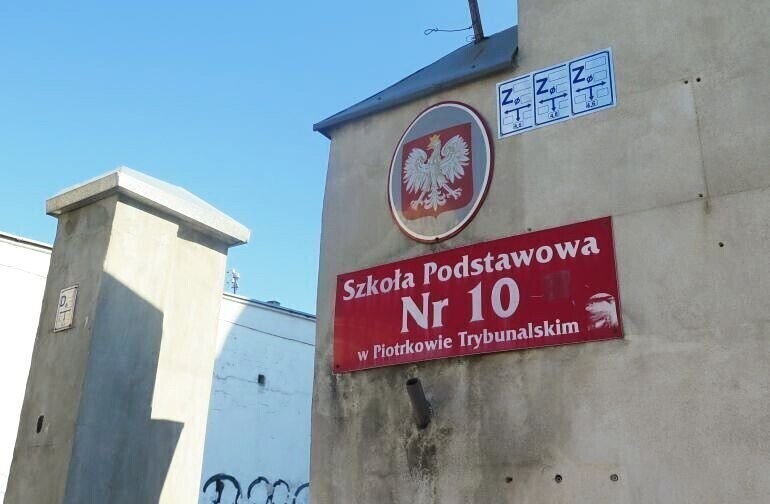 Z Z Z
Szkoła Podstawowa
Nr 10
w Piotrkowie Trybunalskim